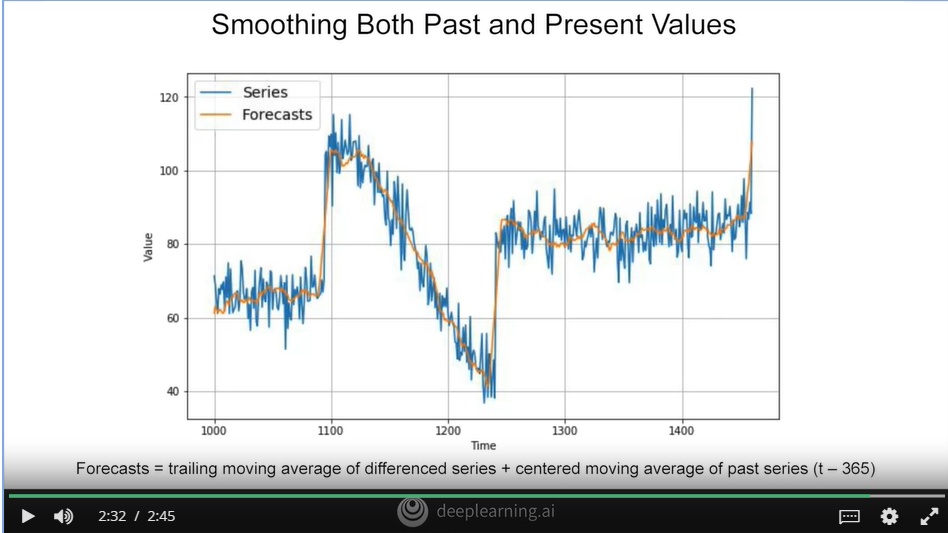 Smoothing Both Past and Present Values
Series
Forecasts
120
100
80
60
40
Value
1000 1100 1200 1300 1400
Time
Forecasts = trailing moving average of differenced series + centered moving average of past series (t – 365)
2:32 / 2:45
deeplearning.ai